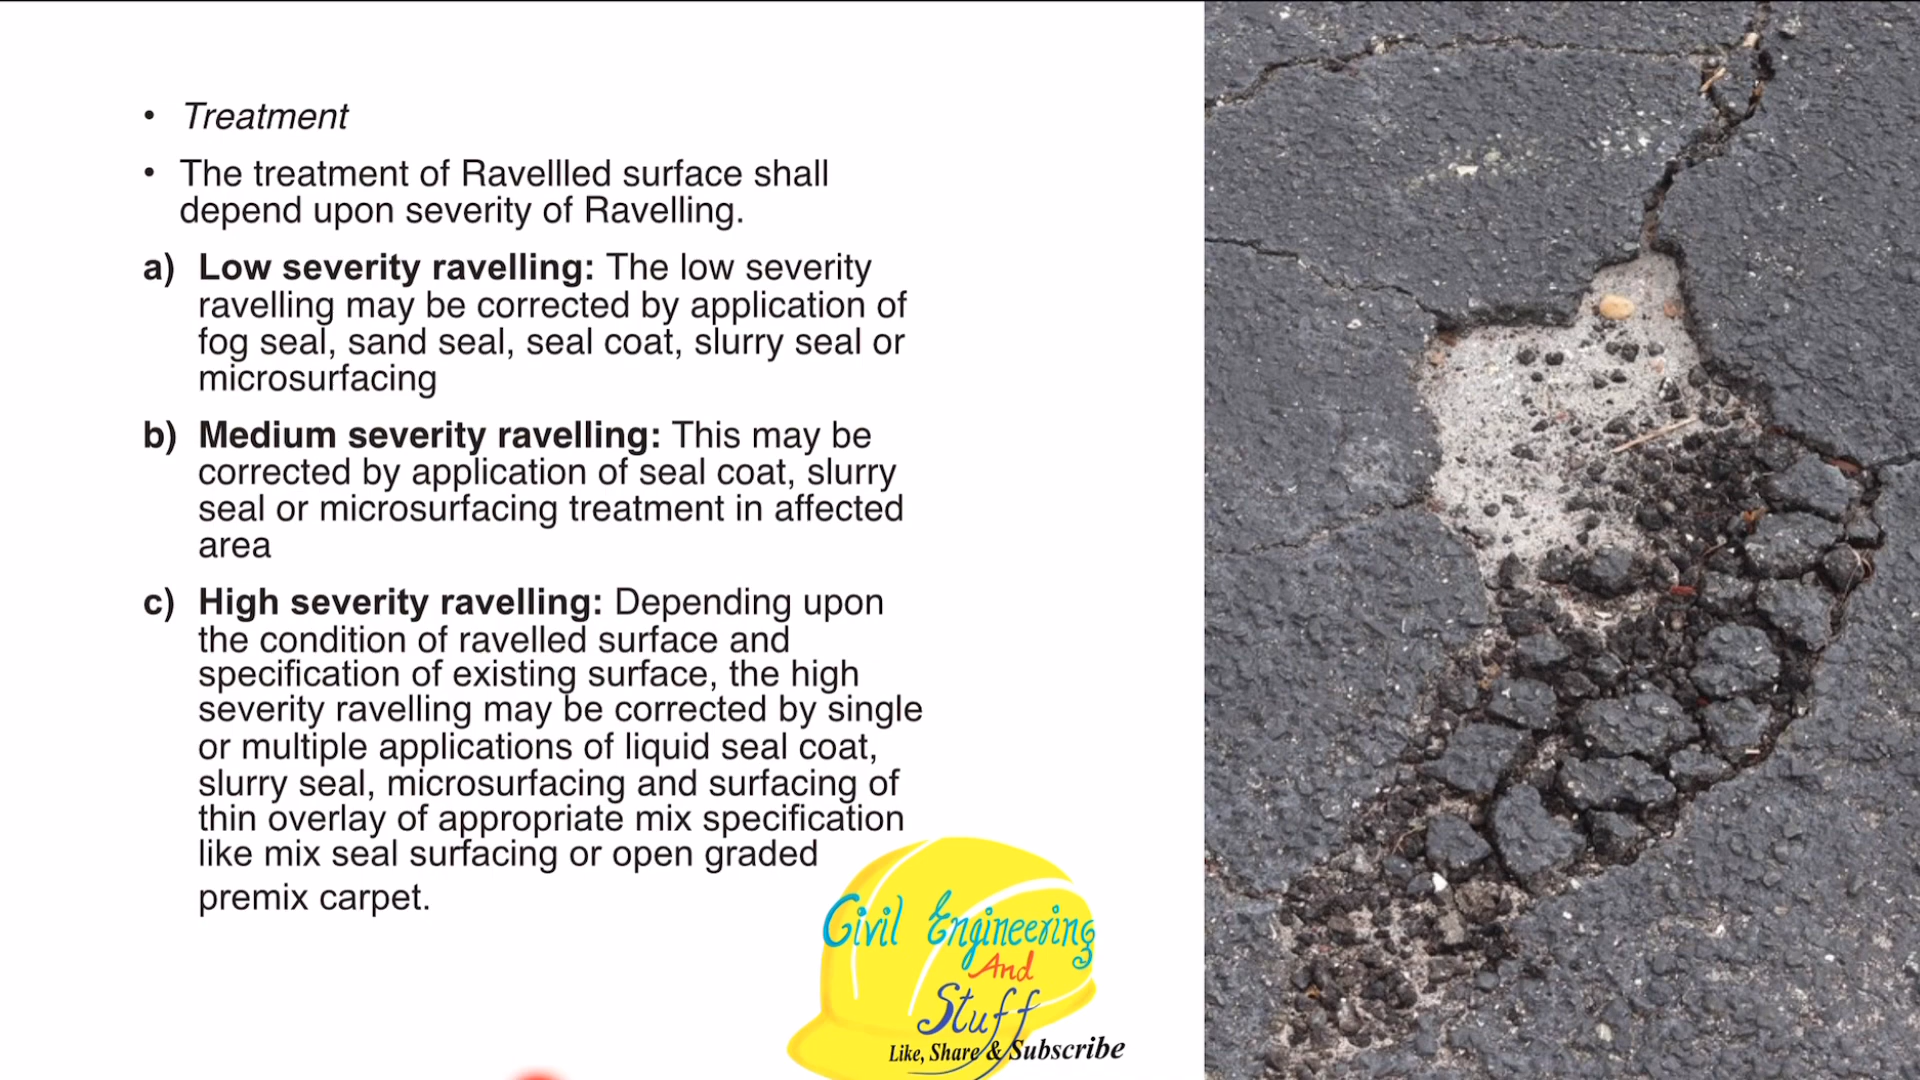 • Treatment
• The treatment of Ravellled surface shall
depend upon severity of Ravelling.
a) Low severity ravelling: The low severity
ravelling may be corrected by application of
fog seal, sand seal, seal coat, slurry seal or
microsurfacing
b) Medium severity ravelling: This may be
corrected by application of seal coat, slurry
seal or microsurfacing treatment in affected
area
c) High severity ravelling: Depending upon
the condition of ravelled surface and
specification of existing surface, the high
severity ravelling may be corrected by single
or multiple applications of liquid seal coat,
slurry seal, microsurfacing and surfacing of
thin overlay of appropriate mix specification
like mix seal surfacing or open graded
premix carpet.
Civil Engineering
And
Stuff
Like, Share & Subscribe